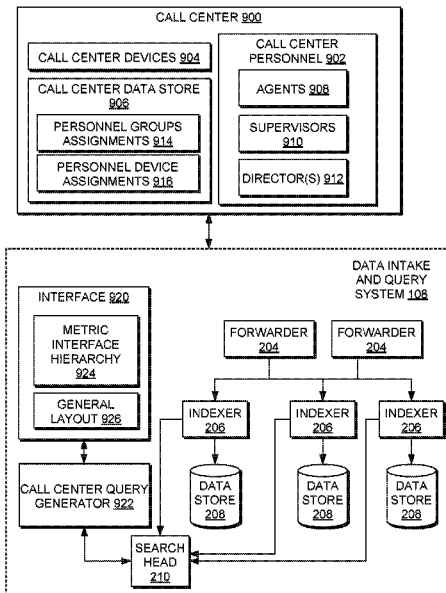 CALL CENTER 900
CALL CENTER DEVICES 904
CALL CENTER DATA STORE
906
PERSONNEL GROUPS
ASSIGNMENTS 914
PERSONNEL DEVICE
ASSIGNMENTS 916
CALL CENTER
PERSONNEL 902
AGENTS 908
SUPERVISORS
910
DIRECTOR(S) 912
DATA INTAKE
AND QUERY
SYSTEM 108
INTERFACE 920
METRIC
INTERFACE
HIERARCHY
924
GENERAL
LAYOUT 926
CALL CENTER QUERY
GENERATOR 922
FORWARDER
204
FORWARDER
204
INDEXER
206
INDEXER
206
INDEXER
206
DATA
STORE
208
DATA
STORE
208
DATA
STORE
208
SEARCH
HEAD
210